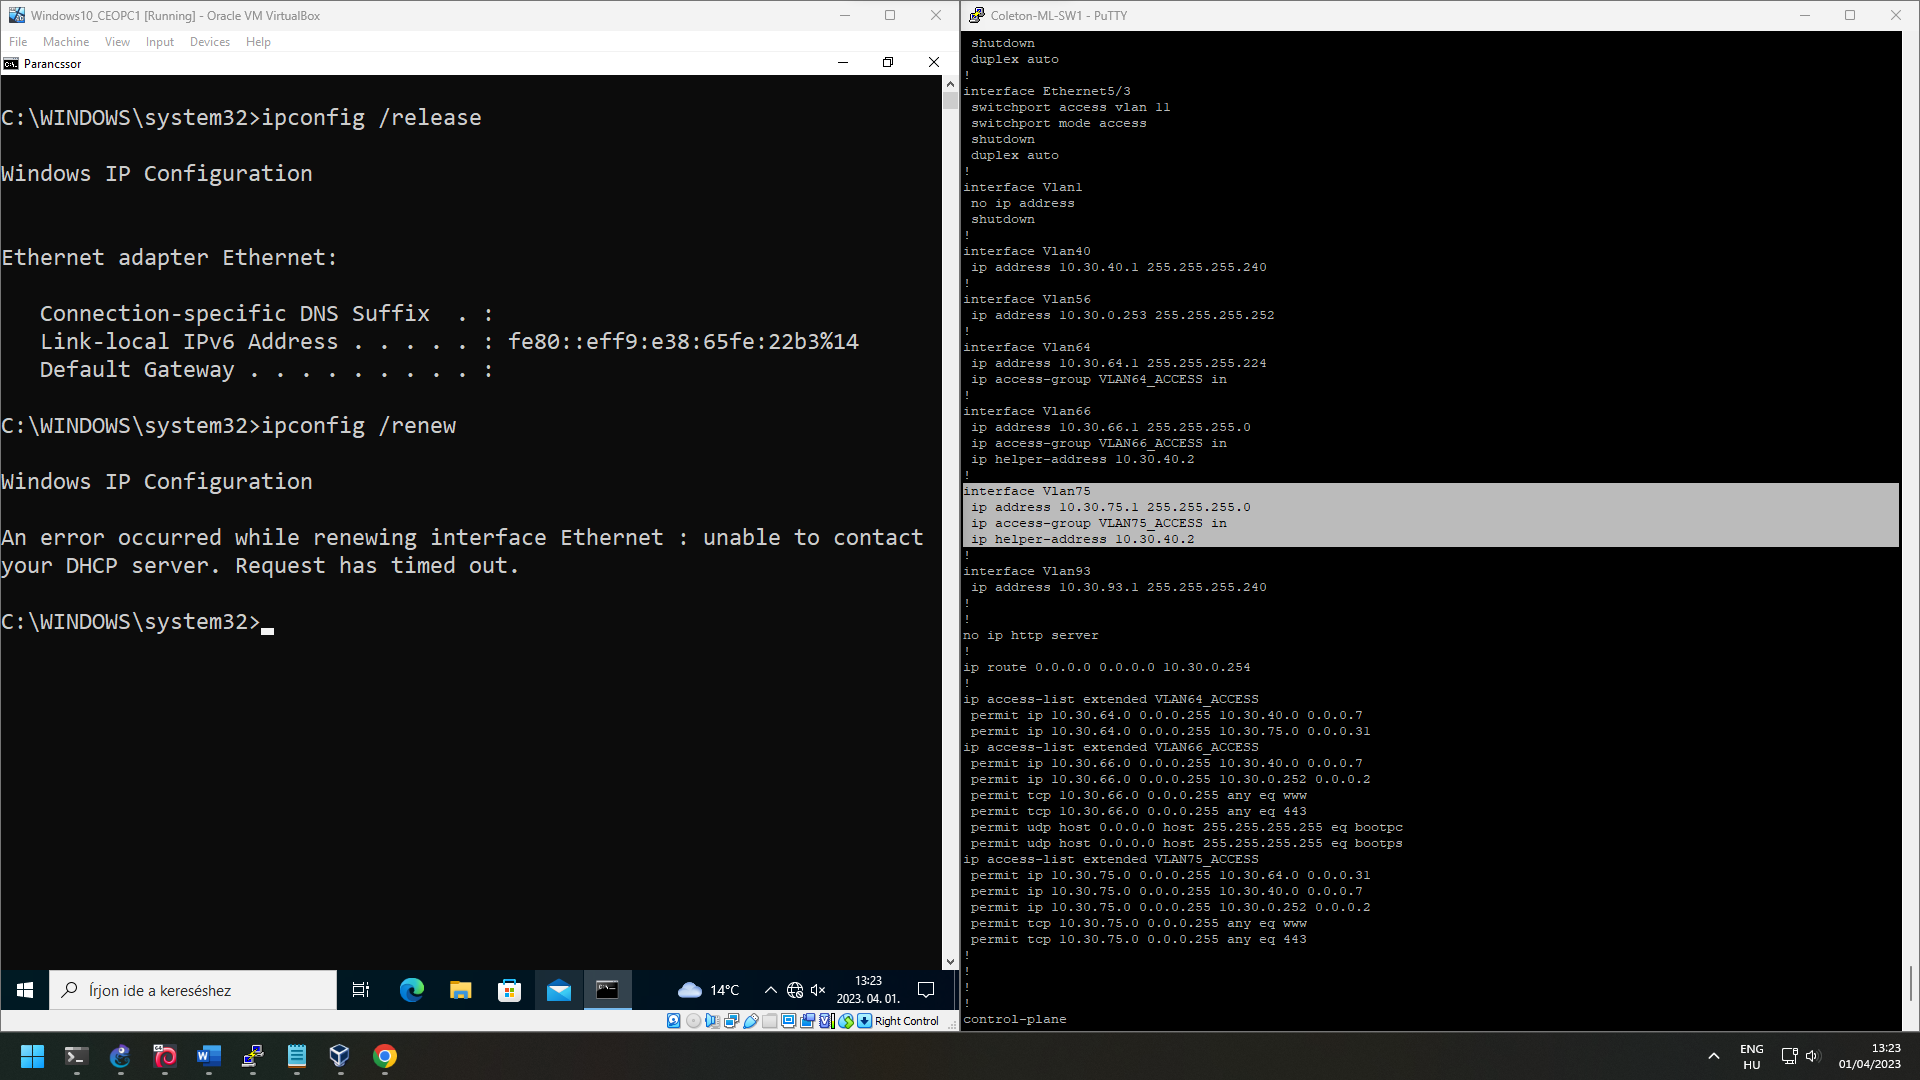 Windows10_CEOPC1 [Running] - Oracle VM VirtualBox
File Machine View Input Devices Help
Parancssor
C:\WINDOWS\system32>ipconfig /release
Windows IP Configuration
Ethernet adapter Ethernet:
Connection-specific DNS Suffix  . :
Link-local IPv6 Address . . . . . : fe80::eff9:e38:65fe:22b3%14
Default Gateway . . . . . . . . . :
C:\WINDOWS\system32>ipconfig /renew
Windows IP Configuration
An error occurred while renewing interface Ethernet : unable to contact
your DHCP server. Request has timed out.
C:\WINDOWS\system32>
Írjon ide a kereséshez
14°C
13:23
2023. 04. 01.
Right Control
Coleton-ML-SW1 - PuTTY
shutdown
duplex auto
!
interface Ethernet5/3
switchport access vlan 11
switchport mode access
shutdown
duplex auto
!
interface Vlan1
no ip address
shutdown
!
interface Vlan40
ip address 10.30.40.1 255.255.255.240
!
interface Vlan56
ip address 10.30.0.253 255.255.255.252
!
interface Vlan64
ip address 10.30.64.1 255.255.255.224
ip access-group VLAN64_ACCESS in
!
interface Vlan66
ip address 10.30.66.1 255.255.255.0
ip access-group VLAN66_ACCESS in
ip helper-address 10.30.40.2
!
interface Vlan75
ip address 10.30.75.1 255.255.255.0
ip access-group VLAN75_ACCESS in
ip helper-address 10.30.40.2
!
interface Vlan93
ip address 10.30.93.1 255.255.255.240
!
!
no ip http server
!
ip route 0.0.0.0 0.0.0.0 10.30.0.254
!
ip access-list extended VLAN64_ACCESS
permit ip 10.30.64.0 0.0.0.255 10.30.40.0 0.0.0.7
permit ip 10.30.64.0 0.0.0.255 10.30.75.0 0.0.0.31
ip access-list extended VLAN66_ACCESS
permit ip 10.30.66.0 0.0.0.255 10.30.40.0 0.0.0.7
permit ip 10.30.66.0 0.0.0.255 10.30.0.252 0.0.0.2
permit tcp 10.30.66.0 0.0.0.255 any eq www
permit tcp 10.30.66.0 0.0.0.255 any eq 443
permit udp host 0.0.0.0 host 255.255.255.255 eq bootpc
permit udp host 0.0.0.0 host 255.255.255.255 eq bootps
ip access-list extended VLAN75_ACCESS
permit ip 10.30.75.0 0.0.0.255 10.30.64.0 0.0.0.31
permit ip 10.30.75.0 0.0.0.255 10.30.40.0 0.0.0.7
permit ip 10.30.75.0 0.0.0.255 10.30.0.252 0.0.0.2
permit tcp 10.30.75.0 0.0.0.255 any eq www
permit tcp 10.30.75.0 0.0.0.255 any eq 443
!
!
!
!
control-plane
ENG
HU
13:23
01/04/2023